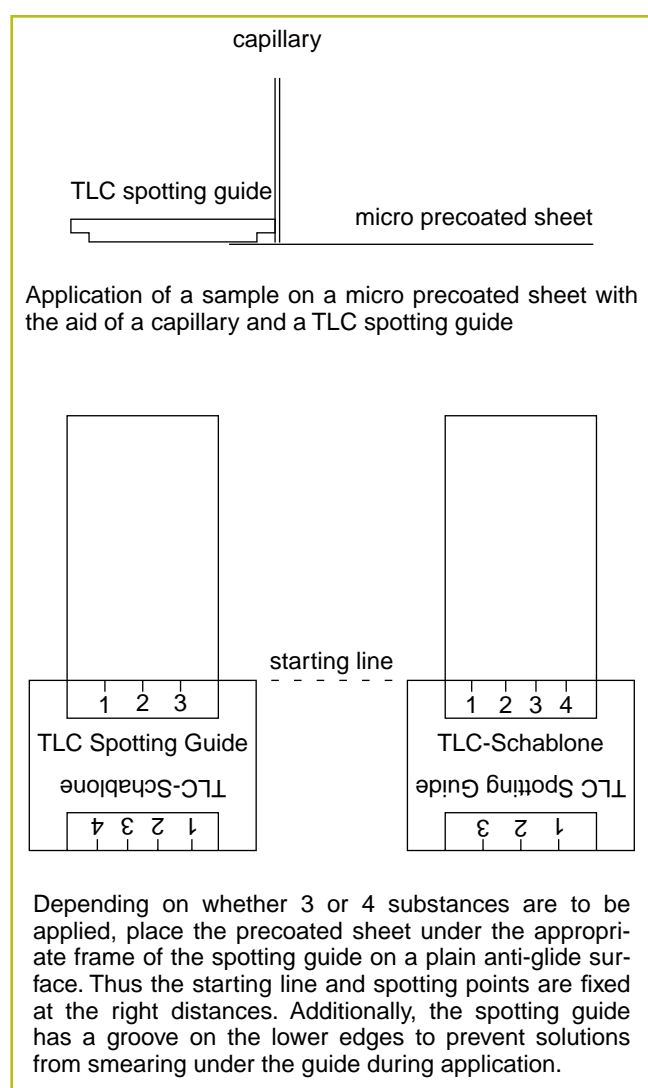 capillary
TLC spotting guide
micro precoated sheet
Application of a sample on a micro precoated sheet with
the aid of a capillary and a TLC spotting guide
starting line
1 2 3
TLC Spotting Guide
TLC-Schablone
1 2 3 4
1 2 3 4
TLC-Schablone
TLC Spotting Guide
1 2 3
Depending on whether 3 or 4 substances are to be
applied, place the precoated sheet under the appropri-
ate frame of the spotting guide on a plain anti-glide sur-
face. Thus the starting line and spotting points are fixed
at the right distances. Additionally, the spotting guide
has a groove on the lower edges to prevent solutions
from smearing under the guide during application.